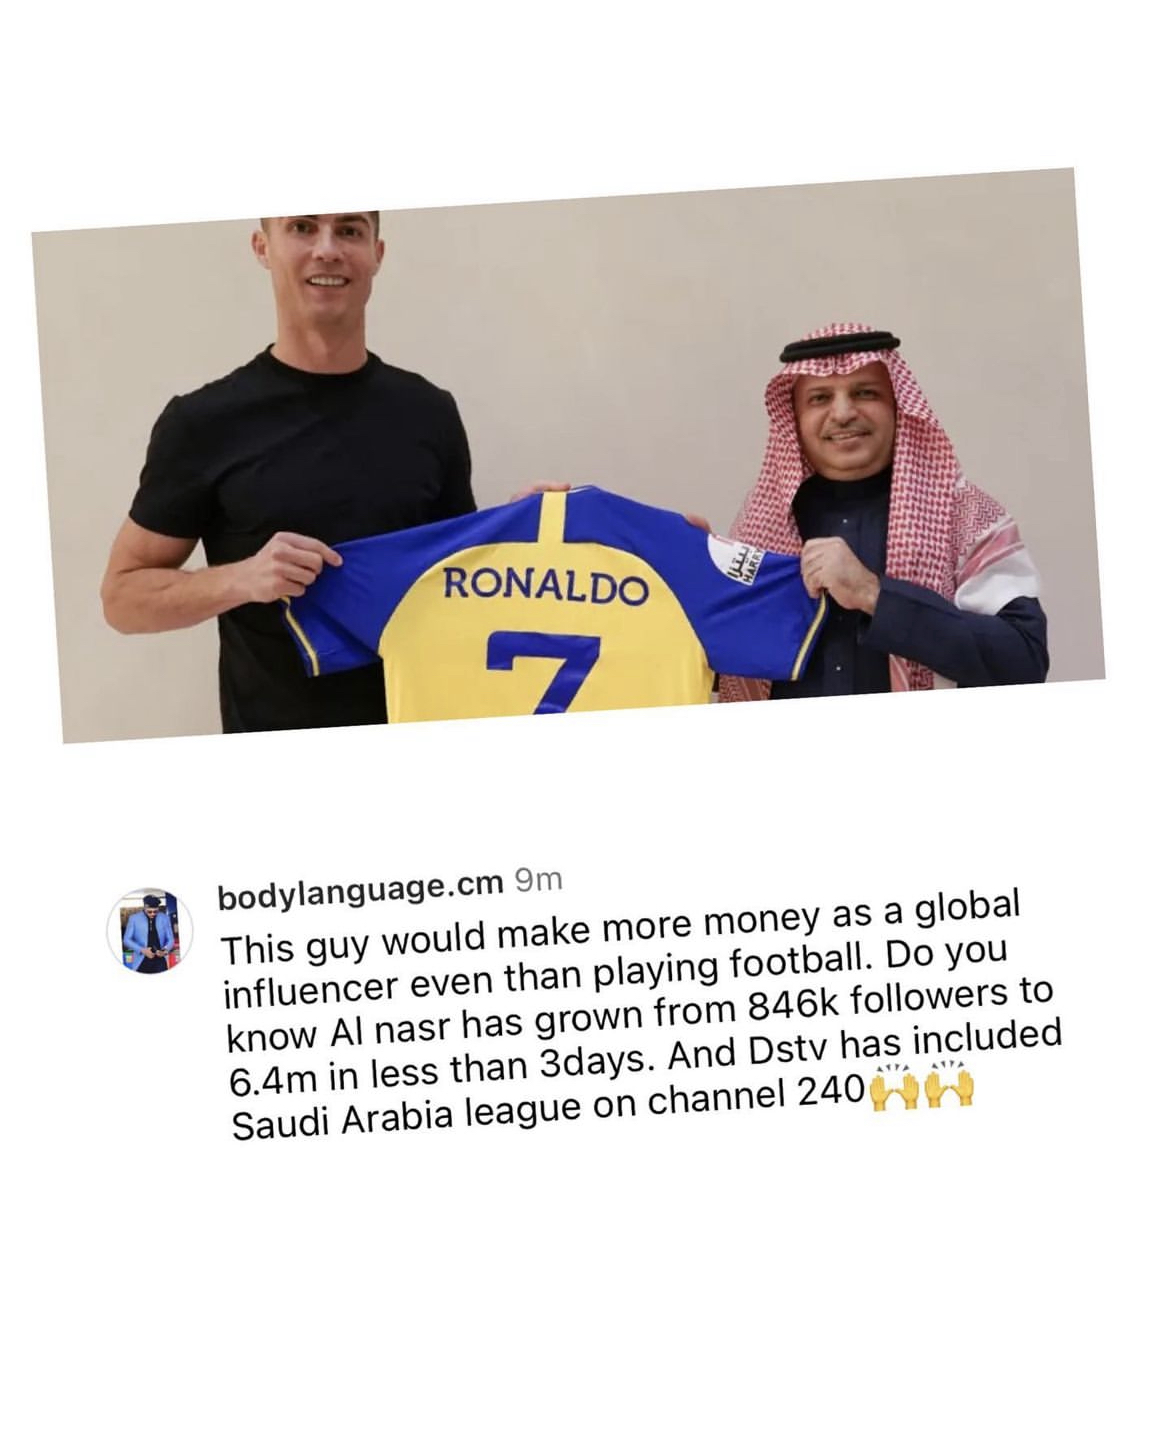 RONALDO
7
HARRY
bodylanguage.cm 9m
This guy would make more money as a global
influencer even than playing football. Do you
know Al nasr has grown from 846k followers to
6.4m in less than 3days. And Dstv has included
Saudi Arabia league on channel 240🙌🙌